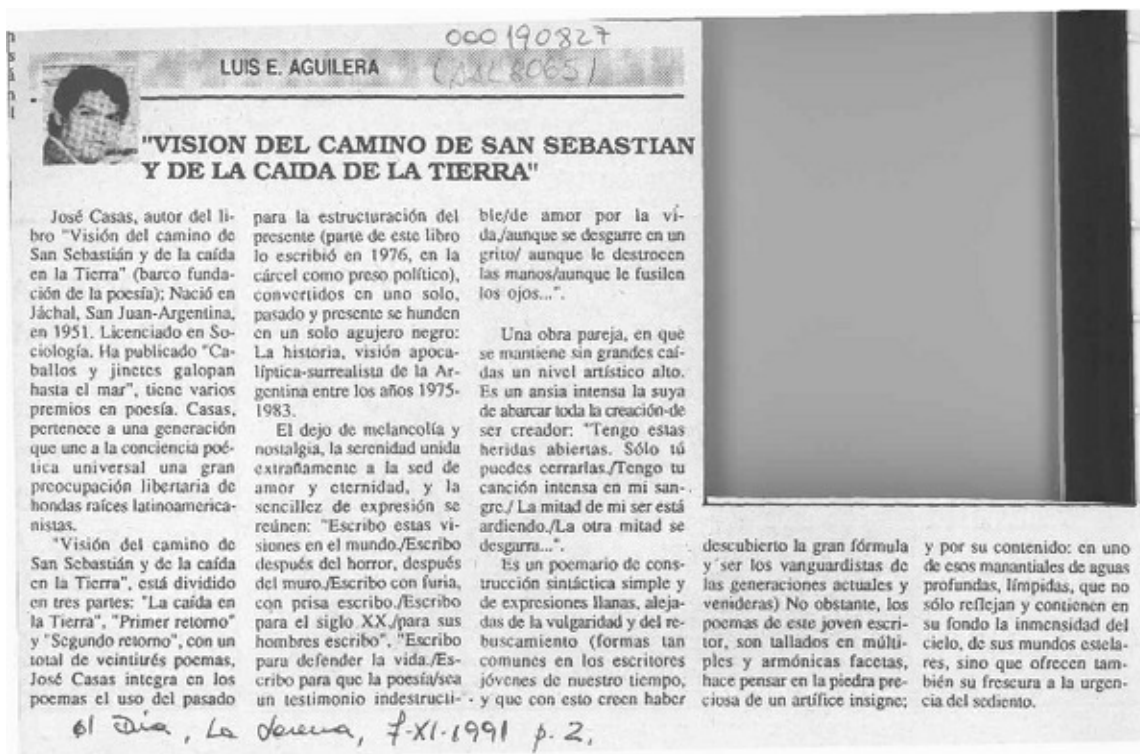 000190827
LUIS E. AGUILERA
"VISION DEL CAMINO DE SAN SEBASTIAN
Y DE LA CAIDA DE LA TIERRA"
José Casas, autor del li-
bro "Visión del camino de
San Sebastián y de la caída
en la Tierra" (barco funda-
ción de la poesía); Nació en
Jáchal, San Juan-Argentina,
en 1951. Licenciado en So-
ciología. Ha publicado "Ca-
ballos y jinetes galopan
hasta el mar", tiene varios
premios en poesía. Casas,
pertenece a una generación
que une a la conciencia poé-
tica universal una gran
preocupación libertaria de
hondas raíces latinoamerica-
nistas.
"Visión del camino de
San Sebastián y de la caída
en la Tierra", está dividido
en tres partes: "La caída en
la Tierra", "Primer retorno"
y "Segundo retorno", con un
total de veintitrés poemas,
José Casas integra en los
poemas el uso del pasado
para la estructuración del
presente (parte de este libro
lo escribió en 1976, en la
cárcel como preso político),
convertidos en uno solo,
pasado y presente se hunden
en un solo agujero negro:
La historia, visión apoca-
líptica-surrealista de la Ar-
gentina entre los años 1975-
1983.
El dejo de melancolía y
nostalgia, la serenidad unida
extrañamente a la sed de
amor y eternidad, y la
sencillez de expresión se
reúnen: "Escribo estas vi-
siones en el mundo./Escribo
después del horror, después
del muro./Escribo con furia,
con prisa escribo./Escribo
para el siglo XX./para sus
hombres escribo". "Escribo
para defender la vida./Es-
cribo para que la poesía/sea
un testimonio indestructi-
ble/de amor por la vi-
da,/aunque se desgarre en un
grito/ aunque le destrocen
las manos/aunque le fusilen
los ojos...".
Una obra pareja, en que
se mantiene sin grandes caí-
das un nivel artístico alto.
Es un ansia intensa la suya
de abarcar toda la creación-de
ser creador: "Tengo estas
heridas abiertas. Sólo tú
puedes cerrarlas./Tengo tu
canción intensa en mi san-
gre./ La mitad de mi ser está
ardiendo./La otra mitad se
desgarra...".
Es un poemario de cons-
trucción sintáctica simple y
de expresiones llanas, aleja-
das de la vulgaridad y del re-
buscamiento (formas tan
comunes en los escritores
jóvenes de nuestro tiempo,
y que con esto creen haber
descubierto la gran fórmula
y ser los vanguardistas de
las generaciones actuales y
venideras) No obstante, los
poemas de este joven escri-
tor, son tallados en múlti-
ples y armónicas facetas,
hace pensar en la piedra pre-
ciosa de un artífice insigne;
y por su contenido: en uno
de esos manantiales de aguas
profundas, límpidas, que no
sólo reflejan y contienen en
su fondo la inmensidad del
cielo, de sus mundos estela-
res, sino que ofrecen tam-
bién su frescura a la urgen-
cia del sediento.
El Día, La Serena, 7-XI-1991 p. 2.